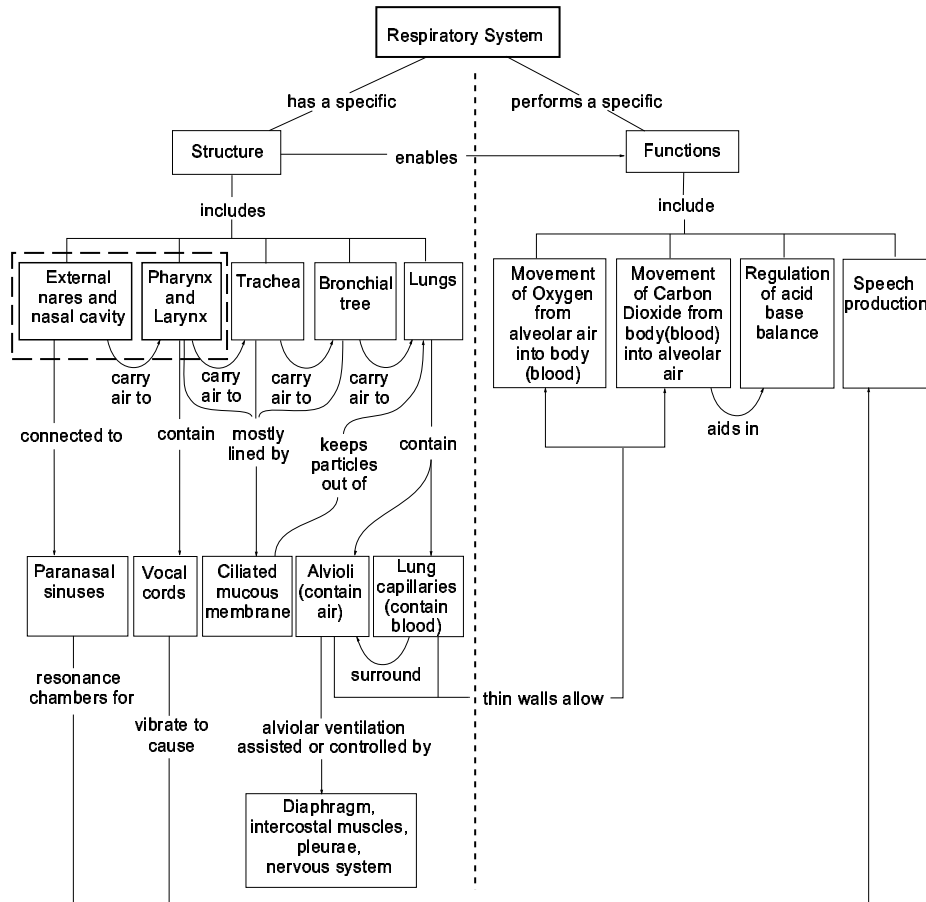 Respiratory System
has a specific
performs a specific
Structure
enables
Functions
includes
include
External
nares and
nasal cavity
Pharynx
and
Larynx
Trachea
Bronchial
tree
Lungs
Movement
of Oxygen
from
alveolar air
into body
(blood)
Movement
of Carbon
Dioxide from
body(blood)
into alveolar
air
Regulation
of acid
base
balance
Speech
production
carry
air to
carry
air to
carry
air to
carry
air to
aids in
connected to
contain
mostly
lined by
keeps
particles
out of
contain
Paranasal
sinuses
Vocal
cords
Ciliated
mucous
membrane
Alvioli
(contain
air)
Lung
capillaries
(contain
blood)
surround
thin walls allow
resonance
chambers for
vibrate to
cause
alviolar ventilation
assisted or controlled by
Diaphragm,
intercostal muscles,
pleurae,
nervous system